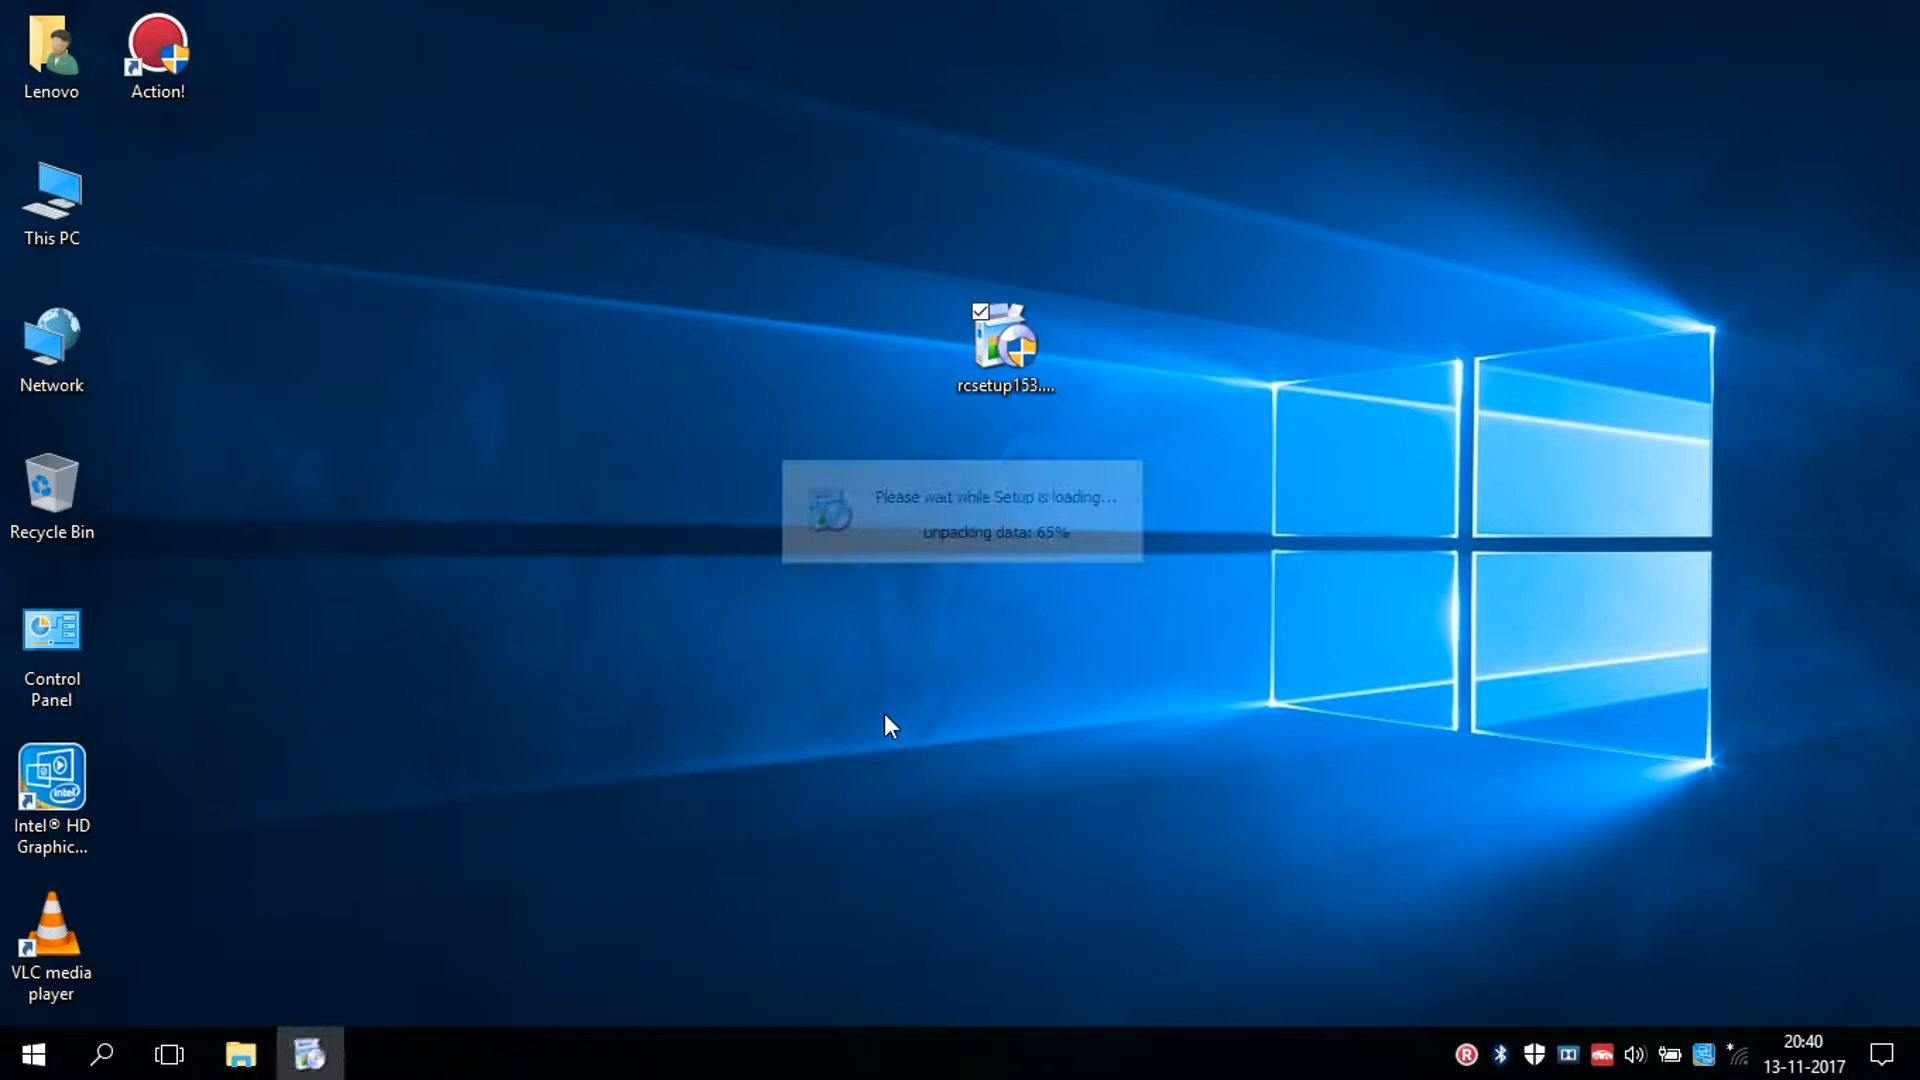 Lenovo
Action!
This PC
Network
Recycle Bin
Control
Panel
intel
Intel® HD
Graphic...
VLC media
player
rcsetup153....
Please wait while Setup is loading...
unpacking data: 65%
R
20:40
13-11-2017